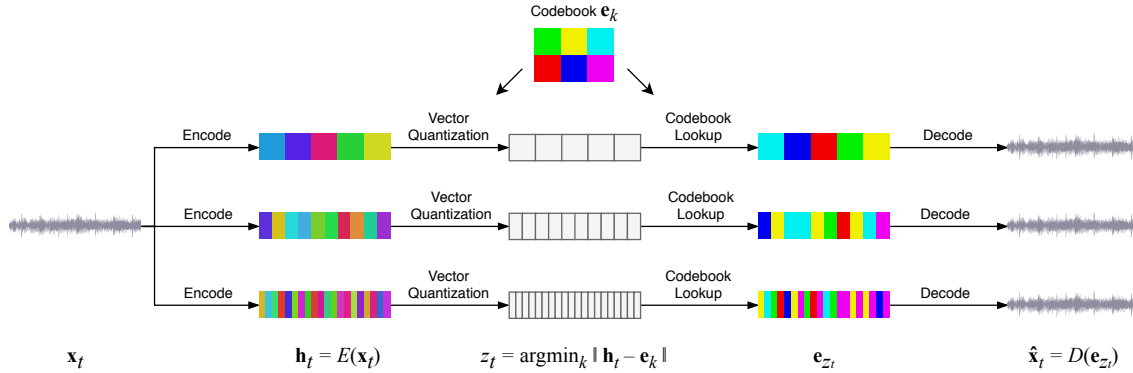 Codebook e_k
Encode
Vector
Quantization
Codebook
Lookup
Decode
Encode
Vector
Quantization
Codebook
Lookup
Decode
Encode
Vector
Quantization
Codebook
Lookup
Decode
x_t
h_t = E(x_t)
z_t = argmin_k ‖ h_t – e_k ‖
e_{z_t}
x̂_t = D(e_{z_t})